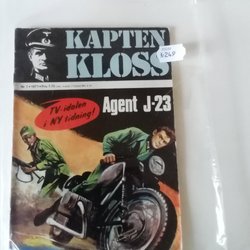 KAPTEN
KLOSS
TV-idolen
i NY tidning!
Agent J-23